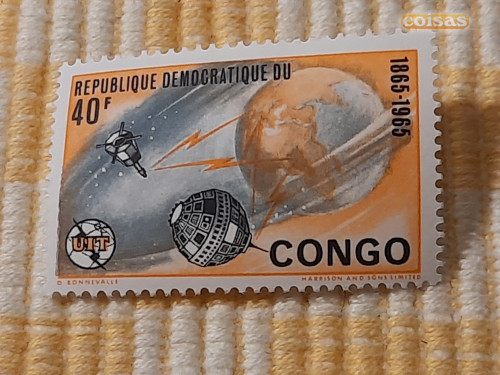 coisas
REPUBLIQUE DEMOCRATIQUE DU
40F
1865-1965
UIT
CONGO
O BONNEVALLE
HARRISON AND SONS LIMITED